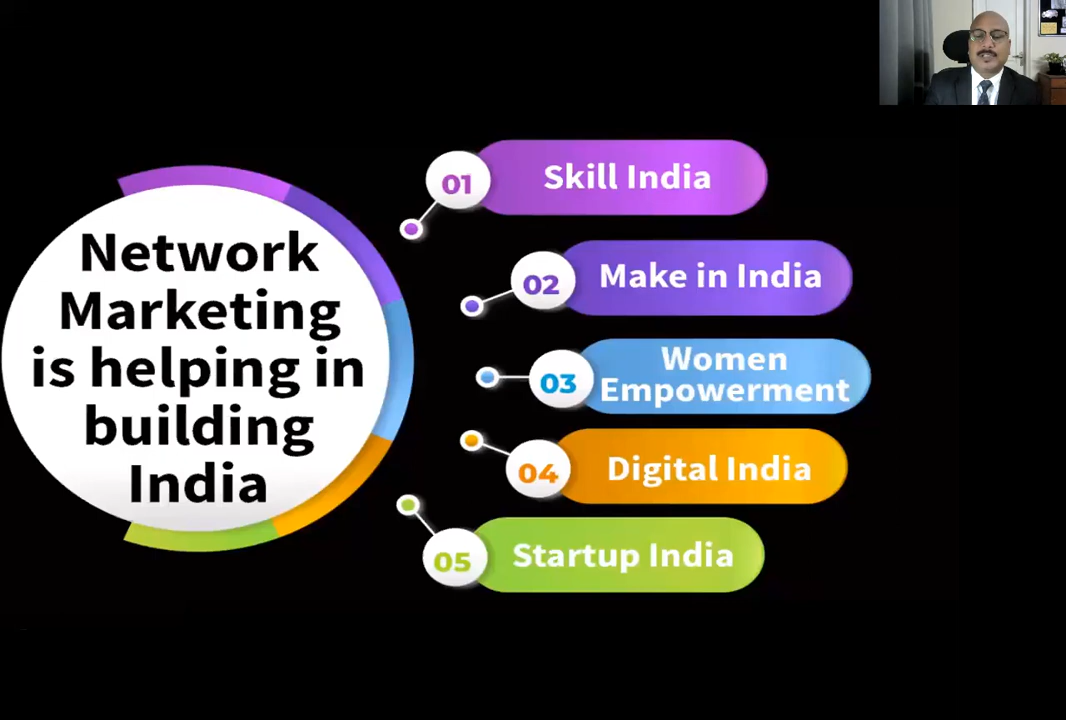 Network
Marketing
is helping in
building
India
01
Skill India
02
Make in India
03
Women
Empowerment
04
Digital India
05
Startup India